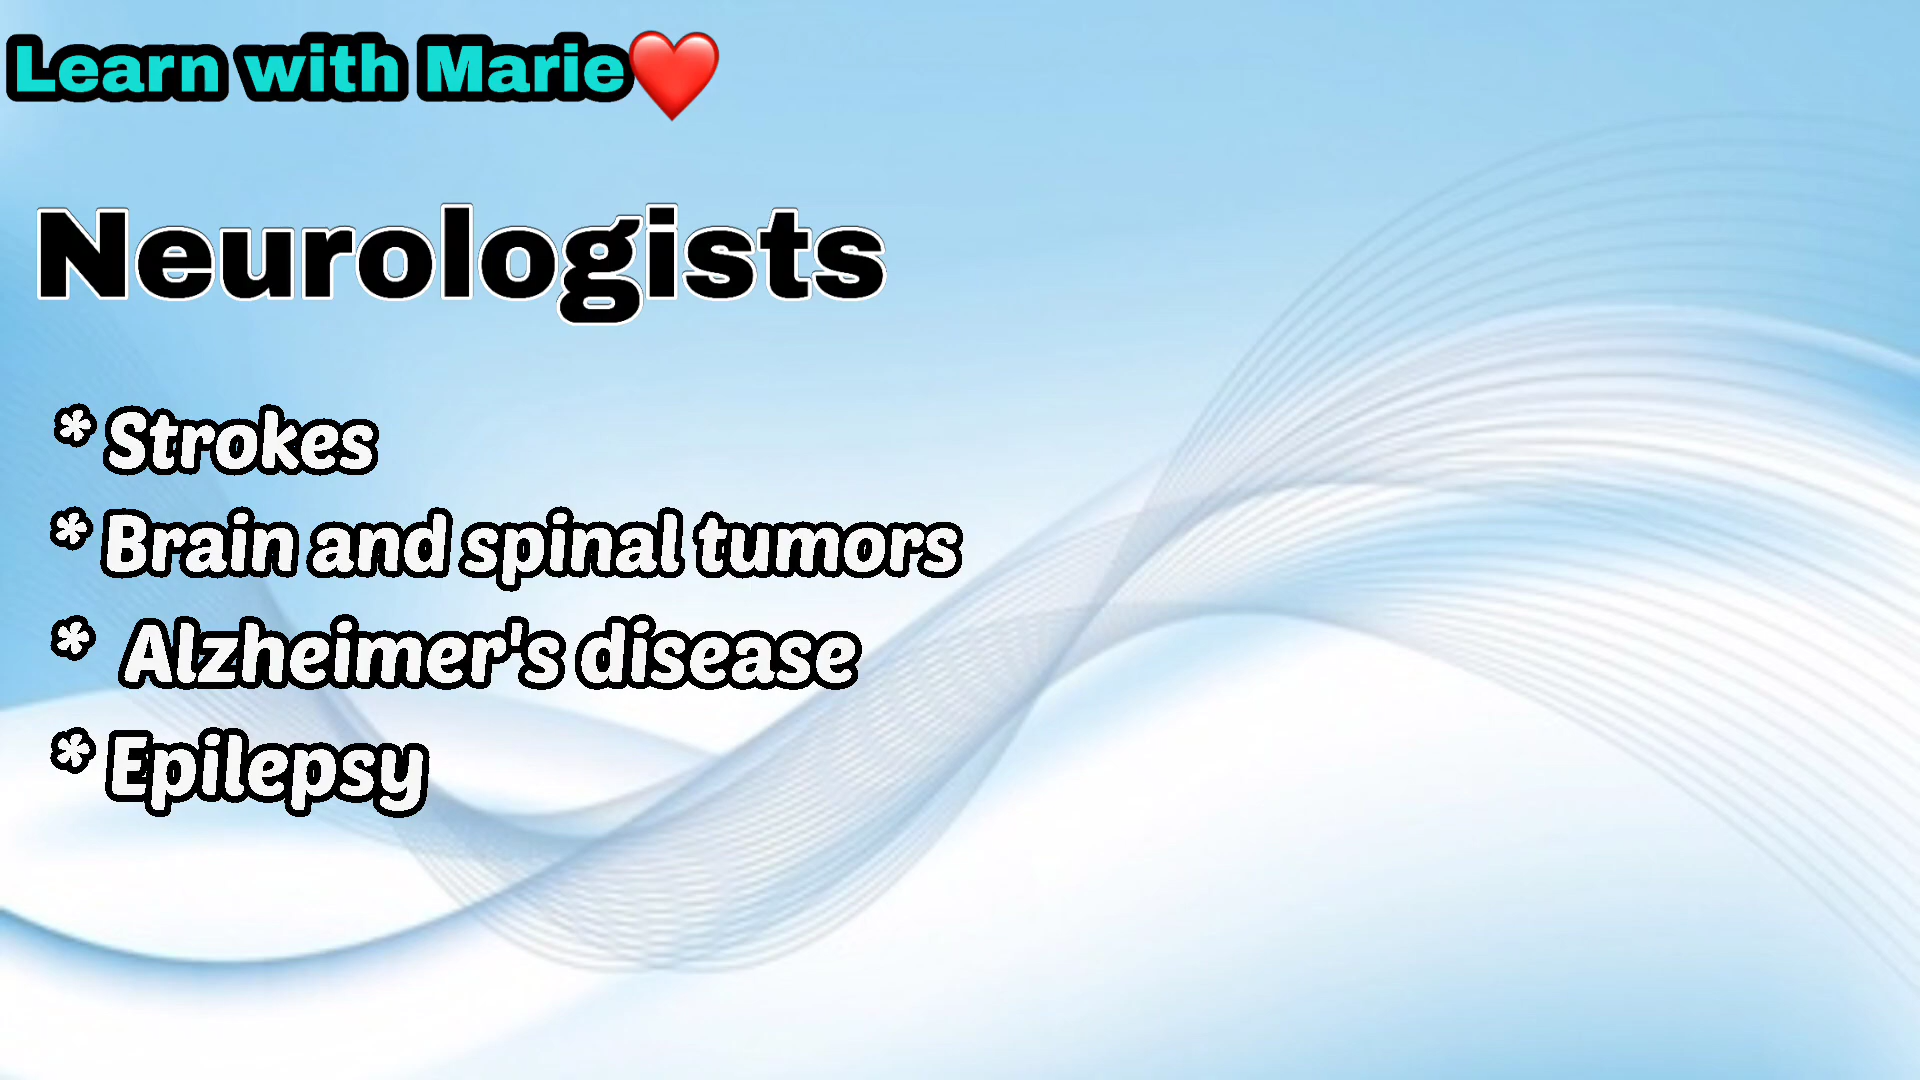 Learn with Marie❤️
Neurologists
* Strokes
* Brain and spinal tumors
* Alzheimer's disease
* Epilepsy